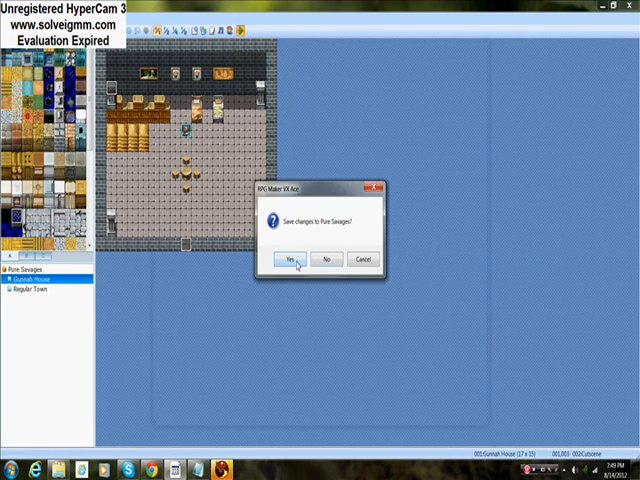 Unregistered HyperCam 3
www.solveigmm.com
Evaluation Expired
RPG Maker VX Ace
Save changes to Pure Savages?
Yes
No
Cancel
A
Pure Savages
Gunnah House
Regular Town
001:Gunnah House (17 x 15)
001,003
002:Cutscene
7:49 PM
8/14/2012